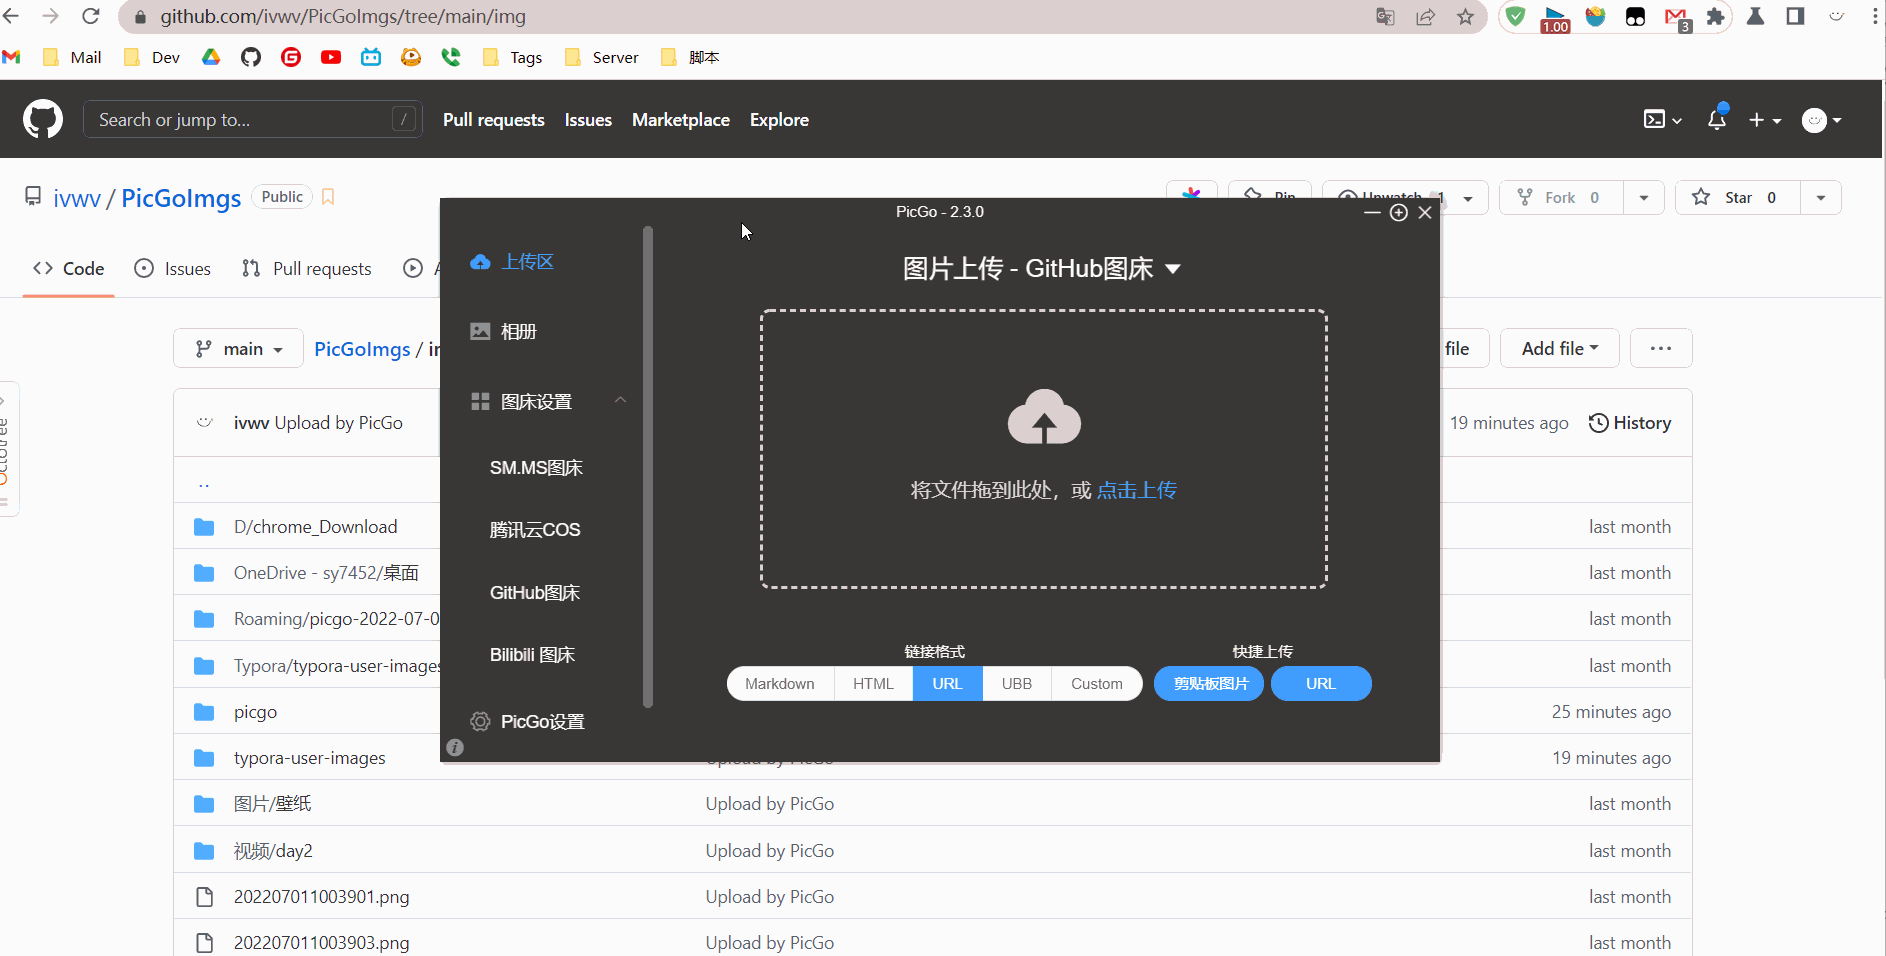 github.com/ivwv/PicGoImgs/tree/main/img
1.00
3
Mail
Dev
Tags
Server
脚本
Search or jump to...
/
Pull requests
Issues
Marketplace
Explore
ivwv / PicGoImgs
Public
Pin
Unwatch
1
Fork 0
Star 0
Code
Issues
Pull requests
main
PicGoImgs /
file
Add file
ivwv Upload by PicGo
19 minutes ago
History
..
D/chrome_Download
last month
OneDrive - sy7452/桌面
last month
Roaming/picgo-2022-07-0
last month
Typora/typora-user-images
last month
picgo
25 minutes ago
typora-user-images
Upload by PicGo
19 minutes ago
图片/壁纸
Upload by PicGo
last month
视频/day2
Upload by PicGo
last month
202207011003901.png
Upload by PicGo
last month
202207011003903.png
Upload by PicGo
last month
PicGo - 2.3.0
上传区
相册
图床设置
SM.MS图床
腾讯云COS
GitHub图床
Bilibili 图床
PicGo设置
图片上传 - GitHub图床
将文件拖到此处，或 点击上传
链接格式
Markdown
HTML
URL
UBB
Custom
快捷上传
剪贴板图片
URL
Octotree